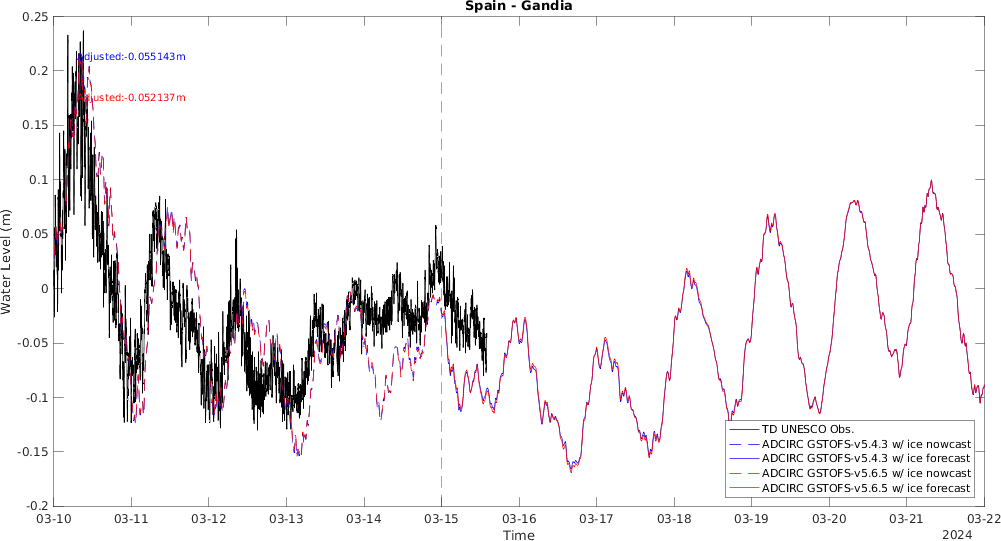 Spain - Gandia
0.25
0.2
0.15
0.1
0.05
0
-0.05
-0.1
-0.15
-0.2
Water Level (m)
Adjusted:-0.055143m
Adjusted:-0.052137m
TD UNESCO Obs.
ADCIRC GSTOFS-v5.4.3 w/ ice nowcast
ADCIRC GSTOFS-v5.4.3 w/ ice forecast
ADCIRC GSTOFS-v5.6.5 w/ ice nowcast
ADCIRC GSTOFS-v5.6.5 w/ ice forecast
03-10 03-11 03-12 03-13 03-14 03-15 03-16 03-17 03-18 03-19 03-20 03-21 03-22
Time
2024